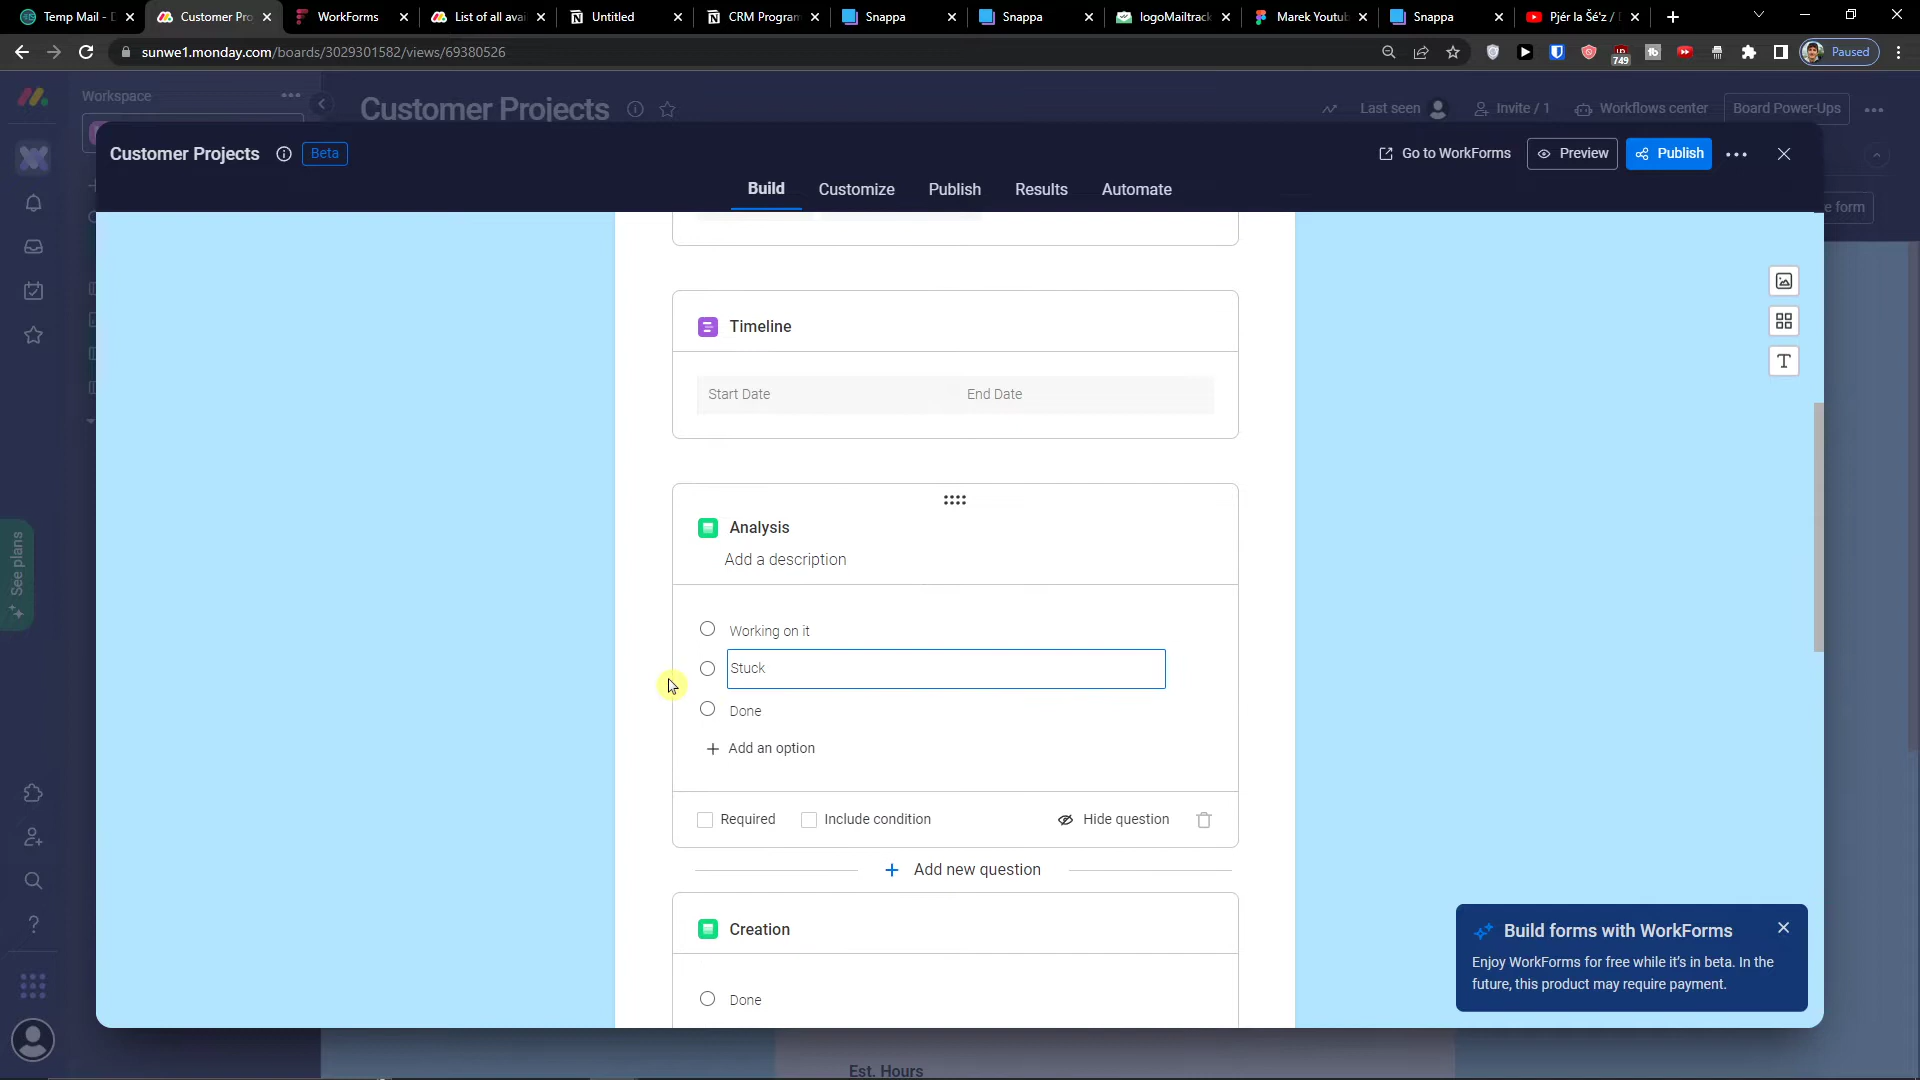 Temp Mail - D
Customer Pro
WorkForms
List of all avai
Untitled
CRM Program
Snappa
Snappa
logoMailtrack
Marek Youtub
Snappa
Pjér la Šé'z /
sunwe1.monday.com/boards/3029301582/views/69380526
749
Paused
Workspace
Customer Projects
Last seen
Invite / 1
Workflows center
Board Power-Ups
Customer Projects
Beta
Go to WorkForms
Preview
Publish
e form
Build
Customize
Publish
Results
Automate
Timeline
Start Date
End Date
Analysis
Add a description
See plans
Working on it
Stuck
Done
Add an option
Required
Include condition
Hide question
Add new question
Creation
Done
Build forms with WorkForms
Enjoy WorkForms for free while it's in beta. In the
future, this product may require payment.
Est. Hours